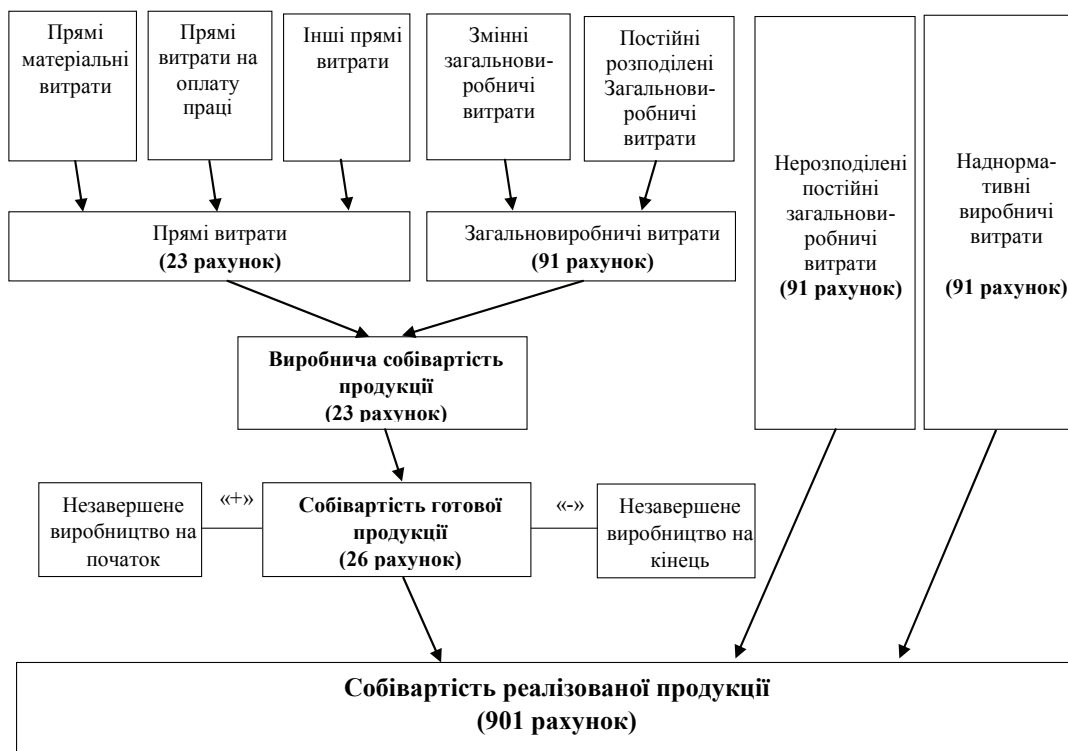 Прямі
матеріальні
витрати
Прямі
витрати на
оплату
праці
Інші прямі
витрати
Змінні
загальнови-
робничі
витрати
Постійні
розподілені
Загальнови-
робничі
витрати
Нерозподілені
постійні
загальнови-
робничі
витрати
(91 рахунок)
Наднорма-
тивні
виробничі
витрати
(91 рахунок)
Прямі витрати
(23 рахунок)
Загальновиробничі витрати
(91 рахунок)
Виробнича собівартість
продукції
(23 рахунок)
Незавершене
виробництво на
початок
«+»
Собівартість готової
продукції
(26 рахунок)
«-»
Незавершене
виробництво на
кінець
Собівартість реалізованої продукції
(901 рахунок)